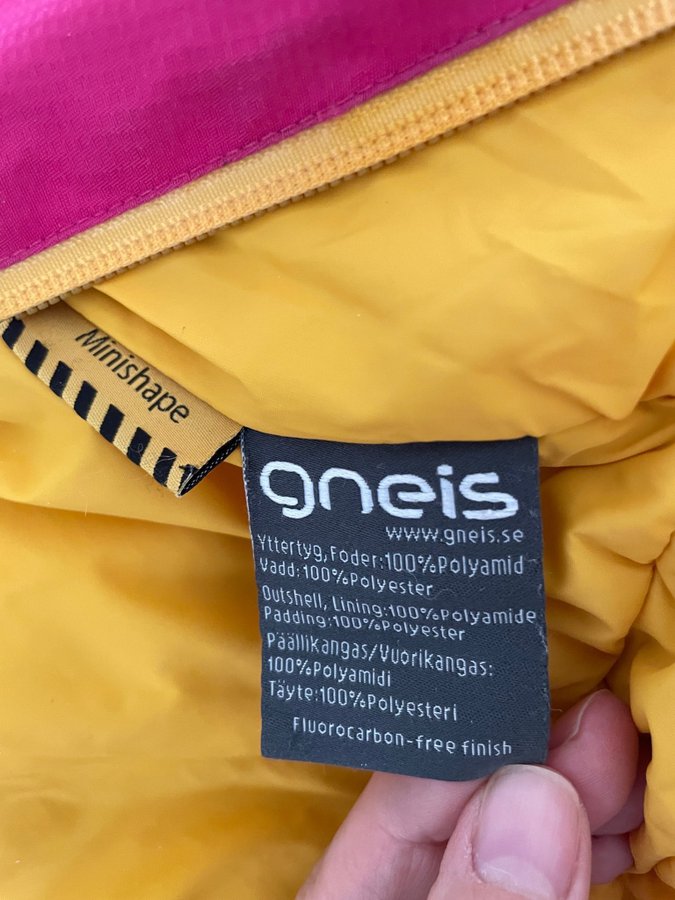 Minishape
gneis
www.gneis.se
Yttertyg,Foder:100%Polyamid
Vadd:100%Polyester
Outshell, Lining:100%Polyamide
Padding:100%Polyester
Päällikangas/Vuorikangas:
100%Polyamidi
Täyte:100%Polyesteri
Fluorocarbon-free finish